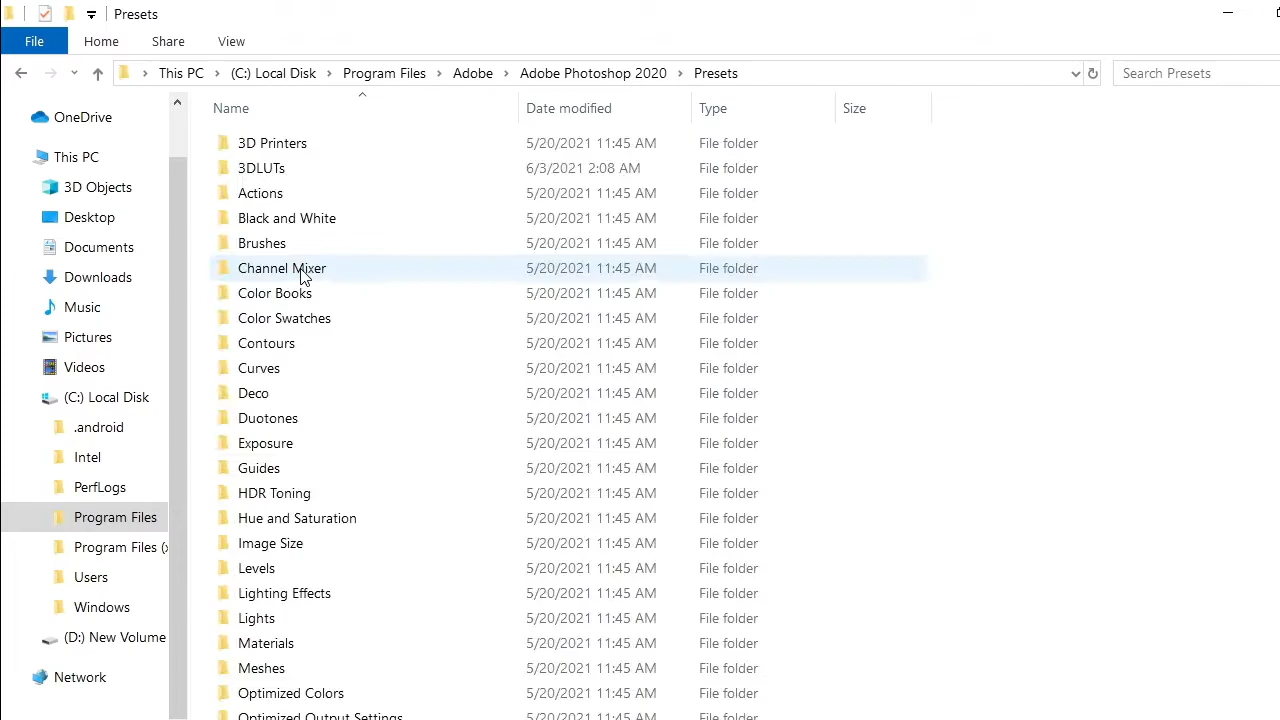 Presets
File Home Share View
This PC (C:) Local Disk Program Files Adobe Adobe Photoshop 2020 Presets Search Presets
OneDrive
This PC
3D Objects
Desktop
Documents
Downloads
Music
Pictures
Videos
(C:) Local Disk
.android
Intel
PerfLogs
Program Files
Program Files (x
Users
Windows
(D:) New Volume
Network
Name Date modified Type Size
3D Printers 5/20/2021 11:45 AM File folder
3DLUTs 6/3/2021 2:08 AM File folder
Actions 5/20/2021 11:45 AM File folder
Black and White 5/20/2021 11:45 AM File folder
Brushes 5/20/2021 11:45 AM File folder
Channel Mixer 5/20/2021 11:45 AM File folder
Color Books 5/20/2021 11:45 AM File folder
Color Swatches 5/20/2021 11:45 AM File folder
Contours 5/20/2021 11:45 AM File folder
Curves 5/20/2021 11:45 AM File folder
Deco 5/20/2021 11:45 AM File folder
Duotones 5/20/2021 11:45 AM File folder
Exposure 5/20/2021 11:45 AM File folder
Guides 5/20/2021 11:45 AM File folder
HDR Toning 5/20/2021 11:45 AM File folder
Hue and Saturation 5/20/2021 11:45 AM File folder
Image Size 5/20/2021 11:45 AM File folder
Levels 5/20/2021 11:45 AM File folder
Lighting Effects 5/20/2021 11:45 AM File folder
Lights 5/20/2021 11:45 AM File folder
Materials 5/20/2021 11:45 AM File folder
Meshes 5/20/2021 11:45 AM File folder
Optimized Colors 5/20/2021 11:45 AM File folder
Optimized Output Settings 5/20/2021 11:45 AM File folder